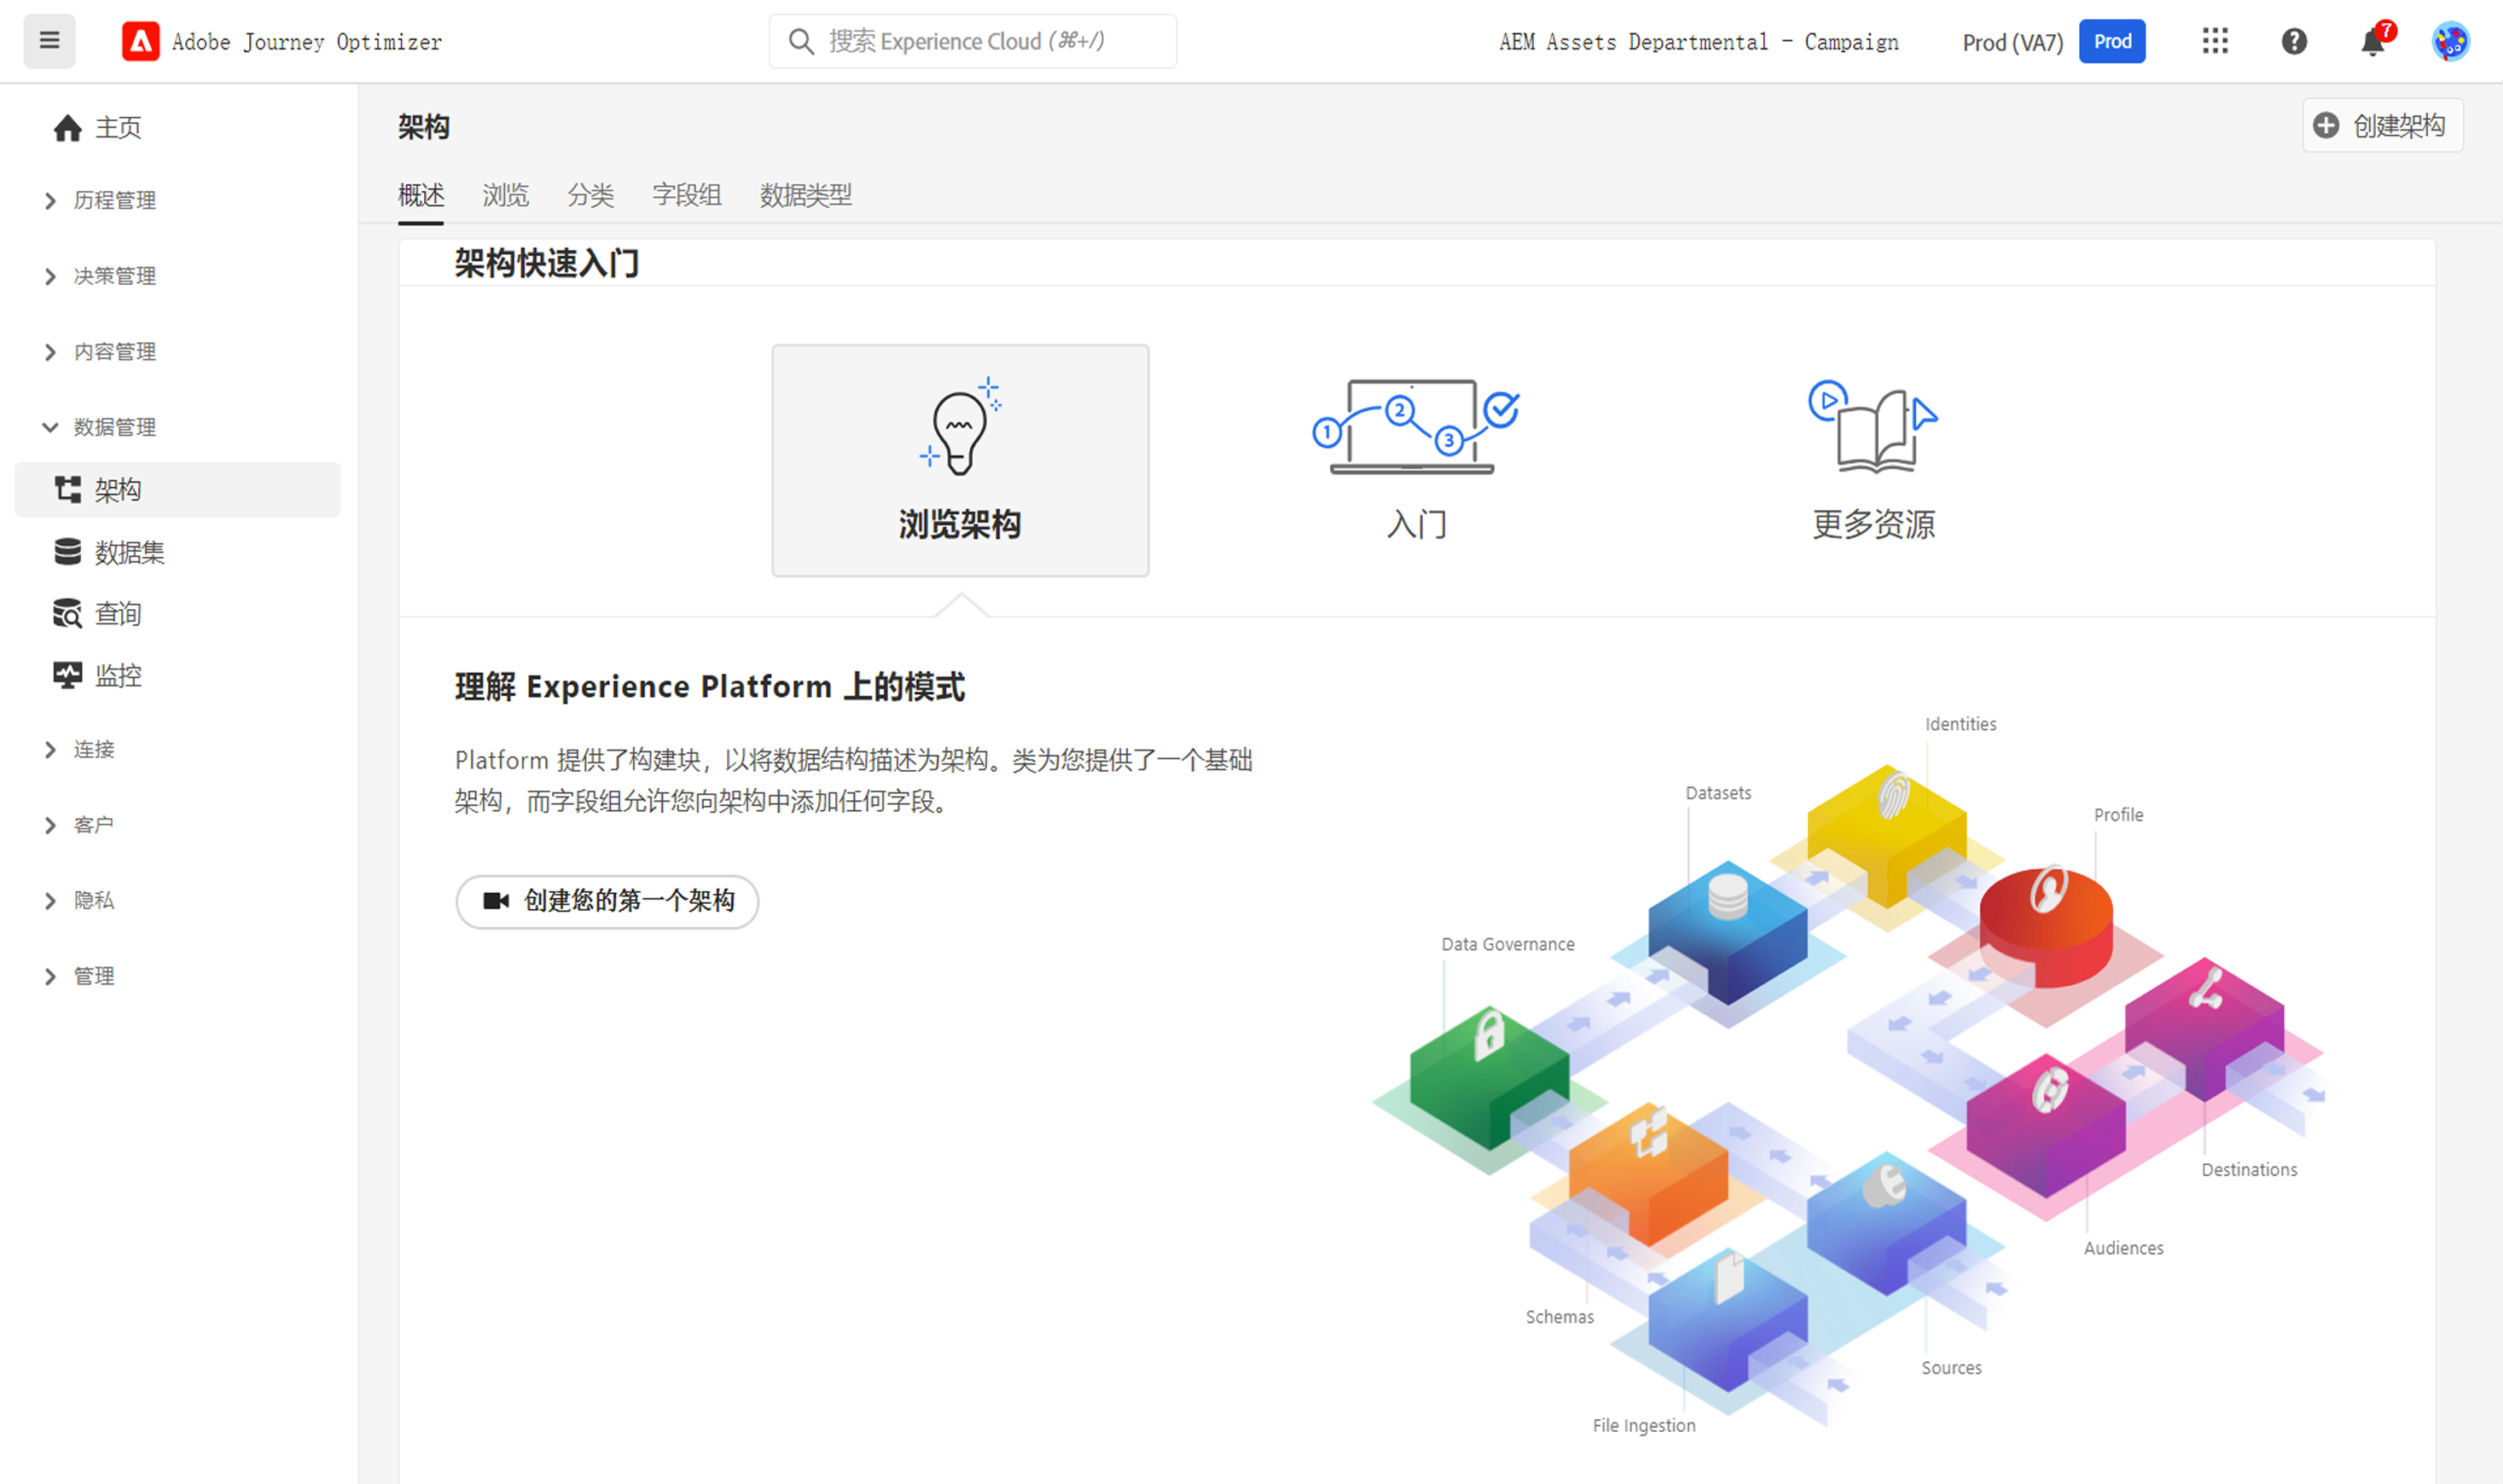 Adobe Journey Optimizer
搜索 Experience Cloud (⌘+/)
AEM Assets Departmental - Campaign
Prod (VA7)
Prod
7
主页
历程管理
决策管理
内容管理
数据管理
架构
数据集
查询
监控
连接
客户
隐私
管理
架构
创建架构
概述 浏览 分类 字段组 数据类型
架构快速入门
1 2 3
浏览架构
入门
更多资源
理解 Experience Platform 上的模式
Platform 提供了构建块，以将数据结构描述为架构。类为您提供了一个基础
架构，而字段组允许您向架构中添加任何字段。
创建您的第一个架构
Identities
Datasets
Profile
Data Governance
Destinations
Audiences
Schemas
Sources
File Ingestion